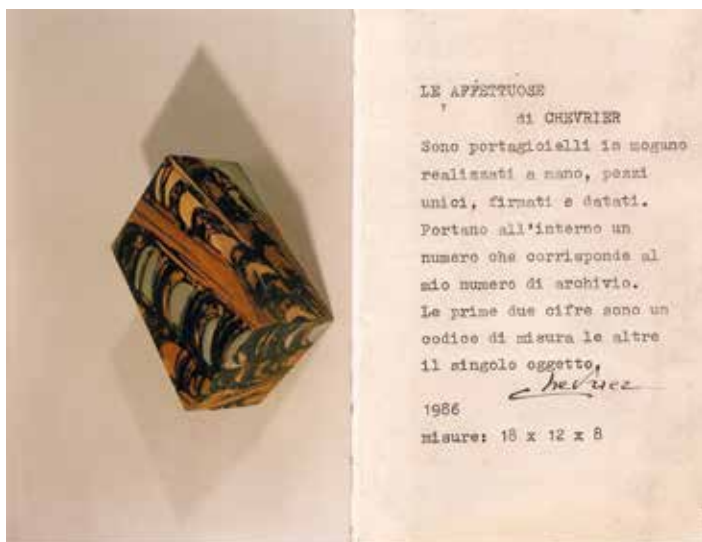 LE AFFETTUOSE
di CHEVRIER
Sono portagioielli in mogano
realizzati a mano, pezzi
unici, firmati e datati.
Portano all'interno un
numero che corrisponde al
mio numero di archivio.
Le prime due cifre sono un
codice di misura le altre
il singolo oggetto.
Chevrier
1986
misure: 18 x 12 x 8